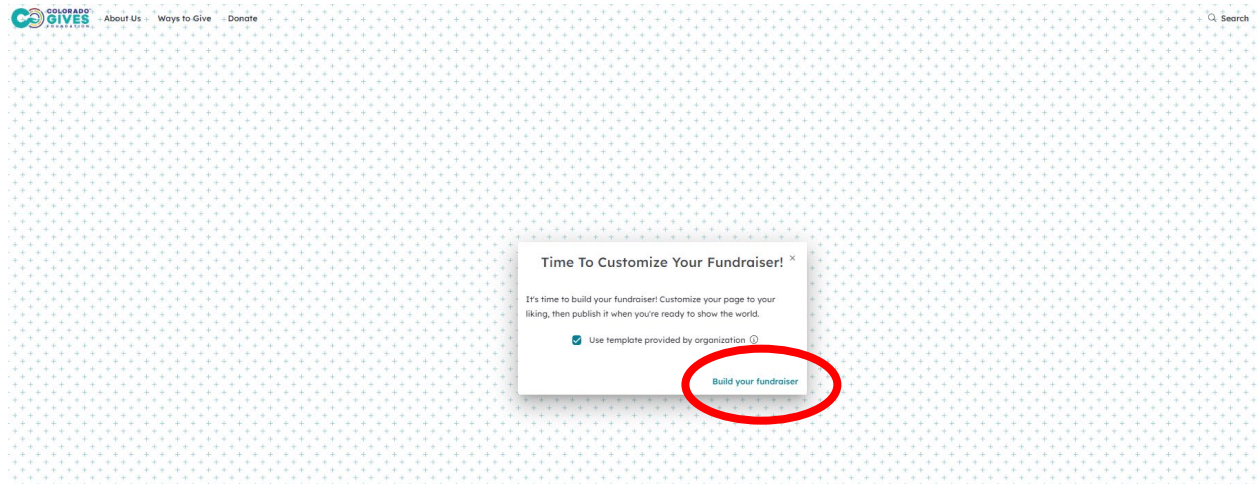 COLORADO
GIVES
FOUNDATION
About Us Ways to Give Donate
Search
Time To Customize Your Fundraiser!
It's time to build your fundraiser! Customize your page to your
liking, then publish it when you're ready to show the world.
Use template provided by organization
Build your fundraiser